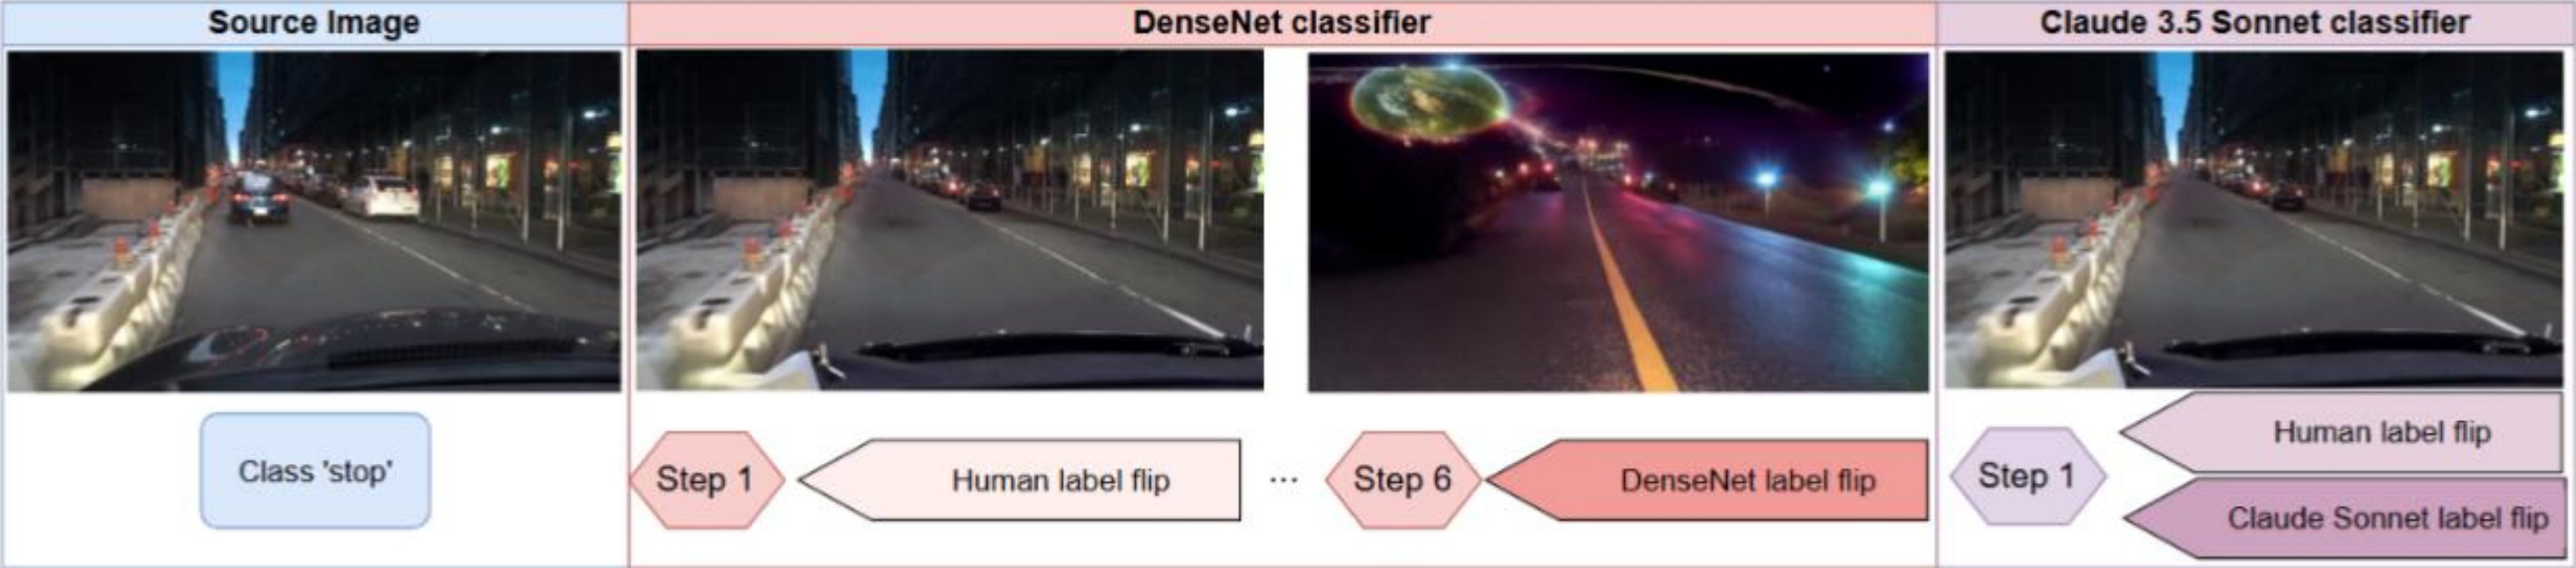 Source Image
DenseNet classifier
Claude 3.5 Sonnet classifier
Class 'stop'
Step 1
Human label flip
...
Step 6
DenseNet label flip
Step 1
Human label flip
Claude Sonnet label flip